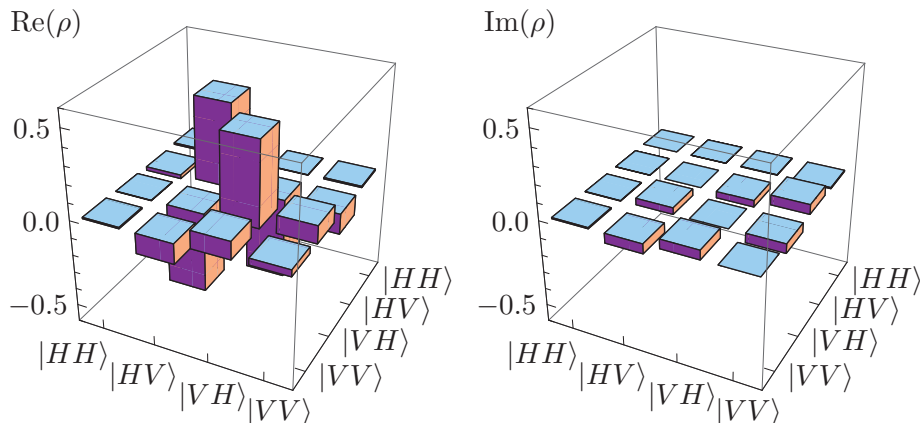 Re(ρ)
0.5
0.0
−0.5
|HH⟩
|HV⟩
|VH⟩
|VV⟩
|VV⟩
|VH⟩
|HV⟩
|HH⟩
Im(ρ)
0.5
0.0
−0.5
|HH⟩
|HV⟩
|VH⟩
|VV⟩
|VV⟩
|VH⟩
|HV⟩
|HH⟩